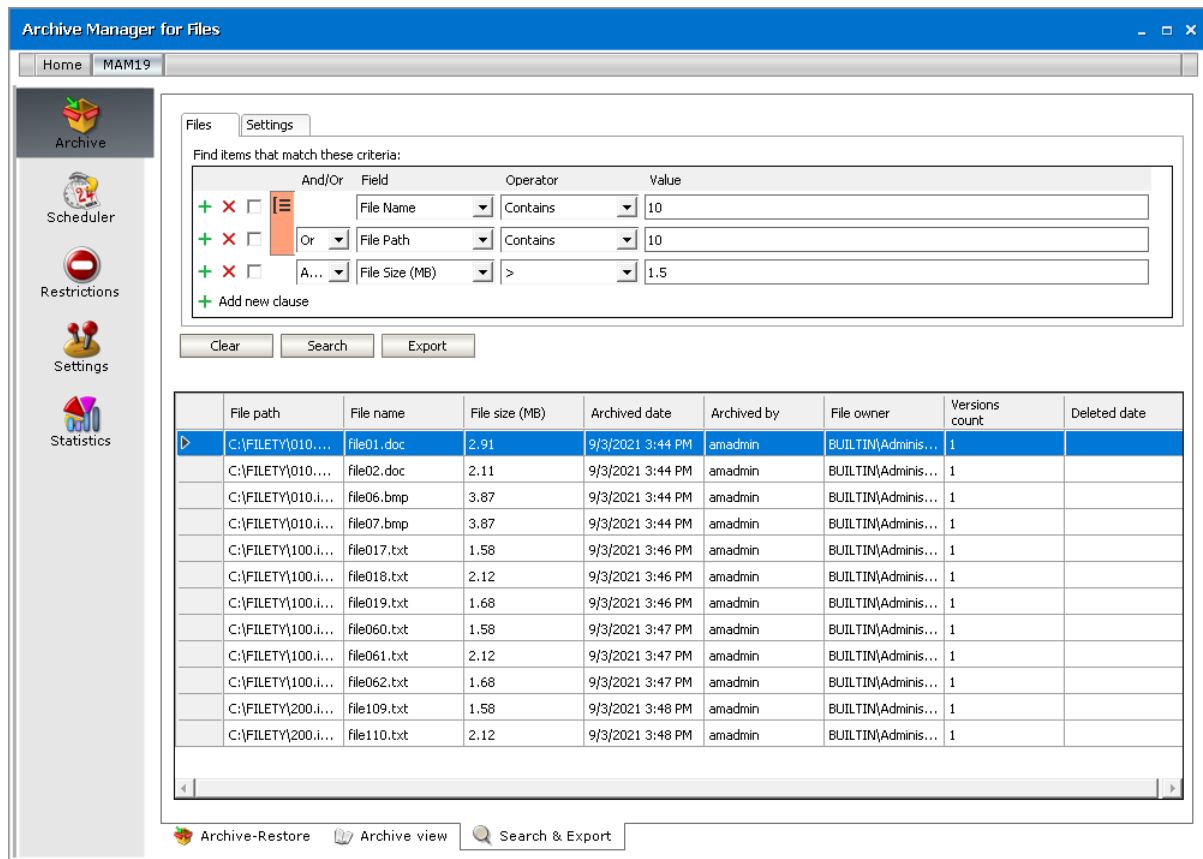 Archive Manager for Files
Home MAM19
Archive
Scheduler
Restrictions
Settings
Statistics
Files Settings
Find items that match these criteria:
And/Or Field Operator Value
File Name Contains 10
Or File Path Contains 10
A... File Size (MB) > 1.5
Add new clause
Clear Search Export
File path File name File size (MB) Archived date Archived by File owner Versions count Deleted date
C:\FILETY\010.... file01.doc 2.91 9/3/2021 3:44 PM amadmin BUILTIN\Adminis... 1
C:\FILETY\010.... file02.doc 2.11 9/3/2021 3:44 PM amadmin BUILTIN\Adminis... 1
C:\FILETY\010.i... file06.bmp 3.87 9/3/2021 3:44 PM amadmin BUILTIN\Adminis... 1
C:\FILETY\010.i... file07.bmp 3.87 9/3/2021 3:44 PM amadmin BUILTIN\Adminis... 1
C:\FILETY\100.i... file017.txt 1.58 9/3/2021 3:46 PM amadmin BUILTIN\Adminis... 1
C:\FILETY\100.i... file018.txt 2.12 9/3/2021 3:46 PM amadmin BUILTIN\Adminis... 1
C:\FILETY\100.i... file019.txt 1.68 9/3/2021 3:46 PM amadmin BUILTIN\Adminis... 1
C:\FILETY\100.i... file060.txt 1.58 9/3/2021 3:47 PM amadmin BUILTIN\Adminis... 1
C:\FILETY\100.i... file061.txt 2.12 9/3/2021 3:47 PM amadmin BUILTIN\Adminis... 1
C:\FILETY\100.i... file062.txt 1.68 9/3/2021 3:47 PM amadmin BUILTIN\Adminis... 1
C:\FILETY\200.i... file109.txt 1.58 9/3/2021 3:48 PM amadmin BUILTIN\Adminis... 1
C:\FILETY\200.i... file110.txt 2.12 9/3/2021 3:48 PM amadmin BUILTIN\Adminis... 1
Archive-Restore Archive view Search & Export